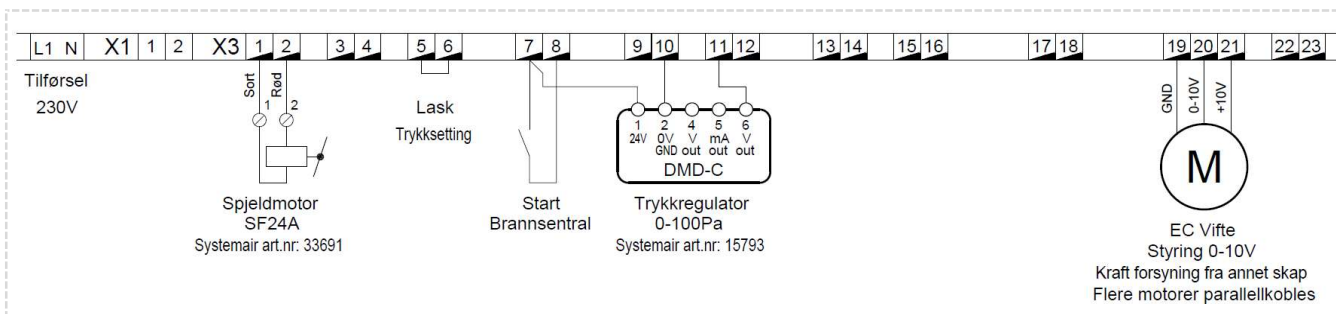 L1 N X1 1 2 X3 1 2 3 4 5 6 7 8 9 10 11 12 13 14 15 16 17 18 19 20 21 22 23
Tilførsel
230V
Sort
Rød
1 2
Spjeldmotor
SF24A
Systemair art.nr: 33691
Lask
Trykksetting
Start
Brannsentral
1 2 4 5 6
24V 0V V mA V
GND out out out
DMD-C
Trykkregulator
0-100Pa
Systemair art.nr: 15793
GND
0-10V
+10V
M
EC Vifte
Styring 0-10V
Kraft forsyning fra annet skap
Flere motorer parallellkobles